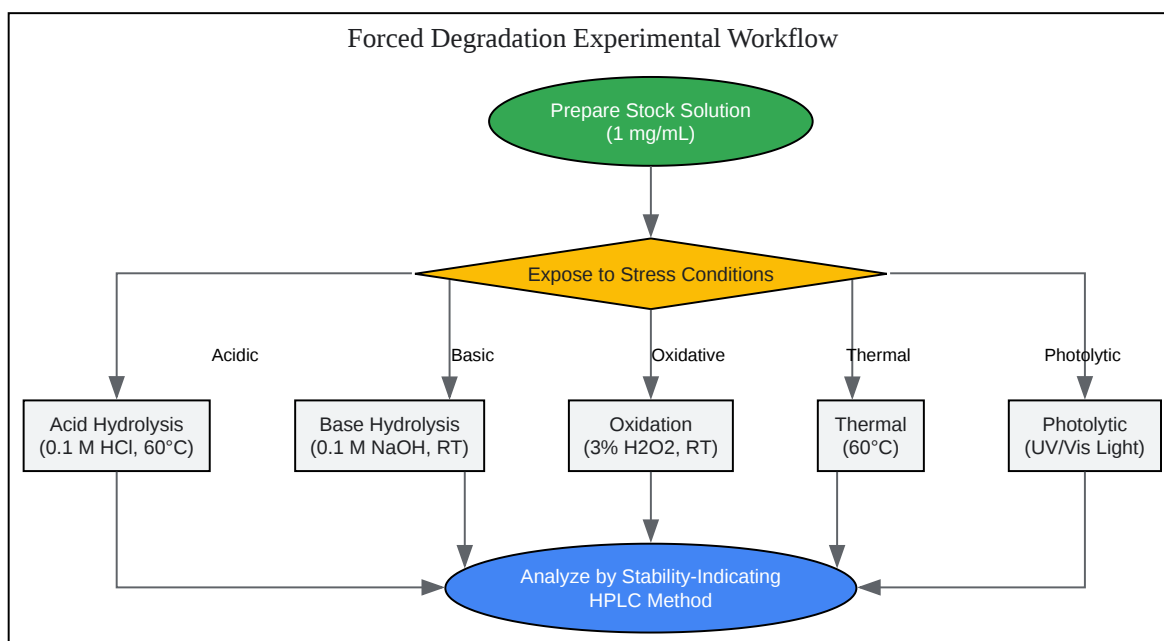 Forced Degradation Experimental Workflow
Prepare Stock Solution
(1 mg/mL)
Expose to Stress Conditions
Acidic
Basic
Oxidative
Thermal
Photolytic
Acid Hydrolysis
(0.1 M HCl, 60°C)
Base Hydrolysis
(0.1 M NaOH, RT)
Oxidation
(3% H2O2, RT)
Thermal
(60°C)
Photolytic
(UV/Vis Light)
Analyze by Stability-Indicating
HPLC Method